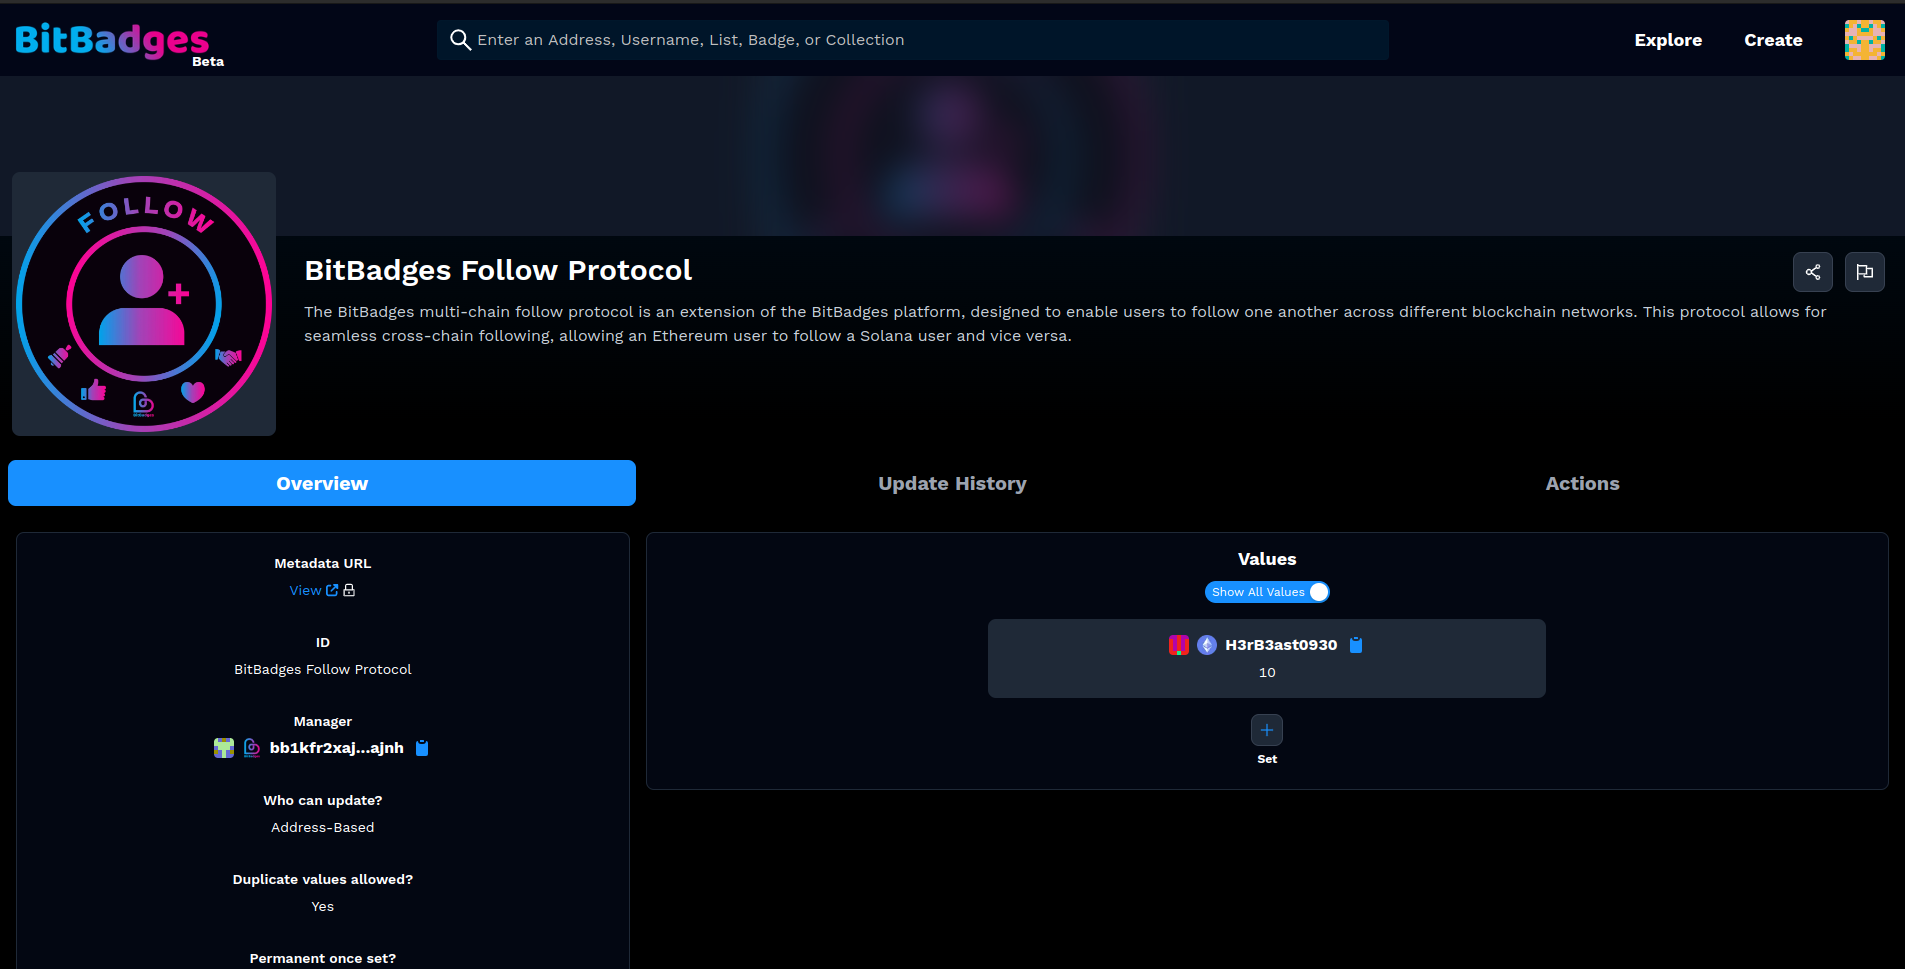 BitBadges
Beta
Enter an Address, Username, List, Badge, or Collection
Explore
Create
FOLLOW
BitBadges Follow Protocol
The BitBadges multi-chain follow protocol is an extension of the BitBadges platform, designed to enable users to follow one another across different blockchain networks. This protocol allows for
seamless cross-chain following, allowing an Ethereum user to follow a Solana user and vice versa.
Overview
Update History
Actions
Metadata URL
View
ID
BitBadges Follow Protocol
Manager
bb1kfr2xaj...ajnh
Who can update?
Address-Based
Duplicate values allowed?
Yes
Permanent once set?
Values
Show All Values
H3rB3ast0930
10
Set